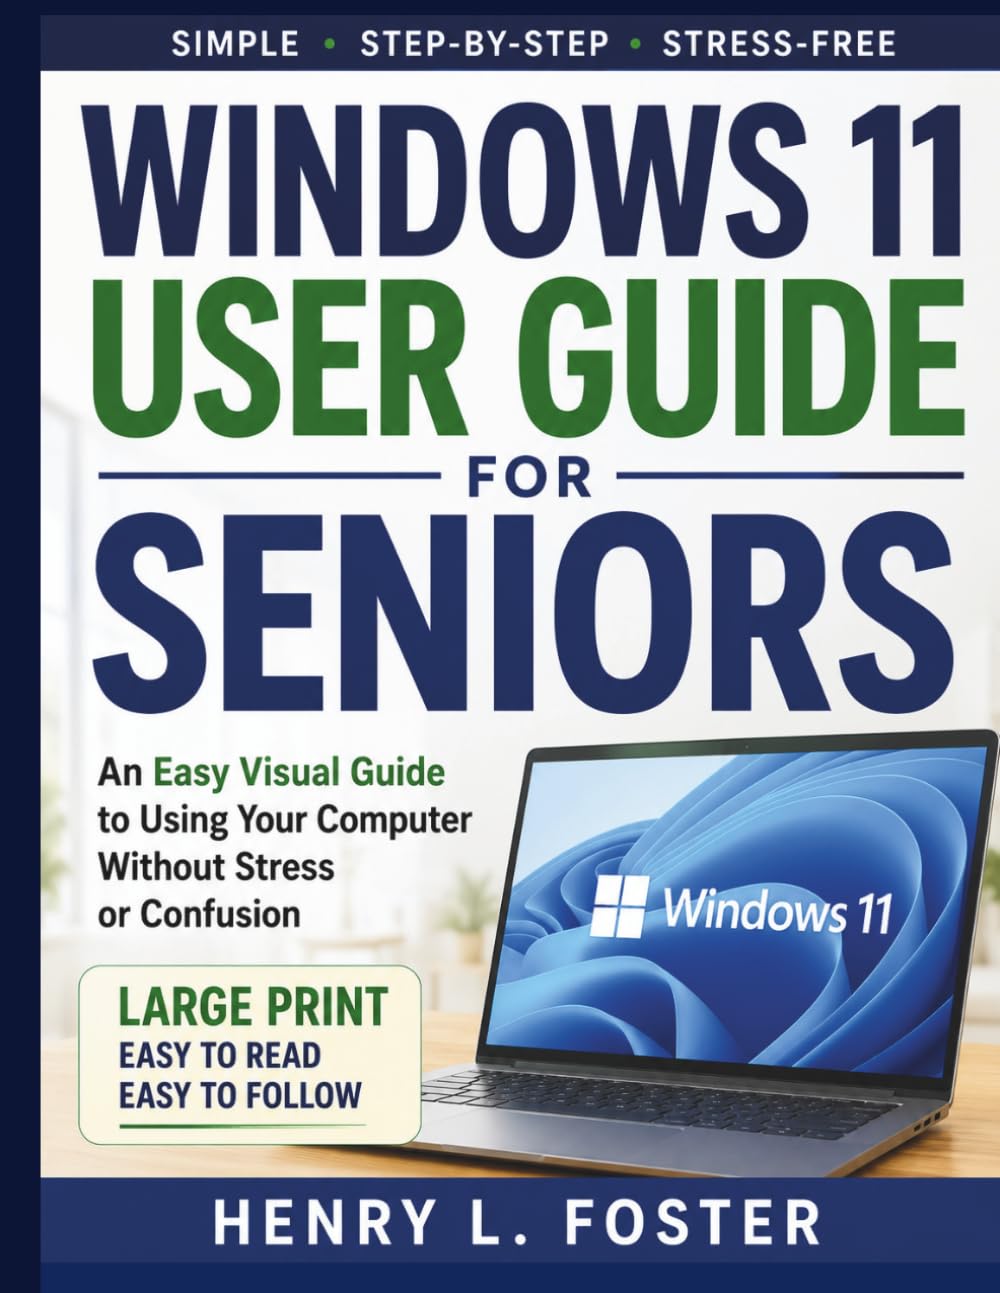 SIMPLE • STEP-BY-STEP • STRESS-FREE
WINDOWS 11
USER GUIDE
FOR
SENIORS
An Easy Visual Guide
to Using Your Computer
Without Stress
or Confusion
Windows 11
LARGE PRINT
EASY TO READ
EASY TO FOLLOW
HENRY L. FOSTER